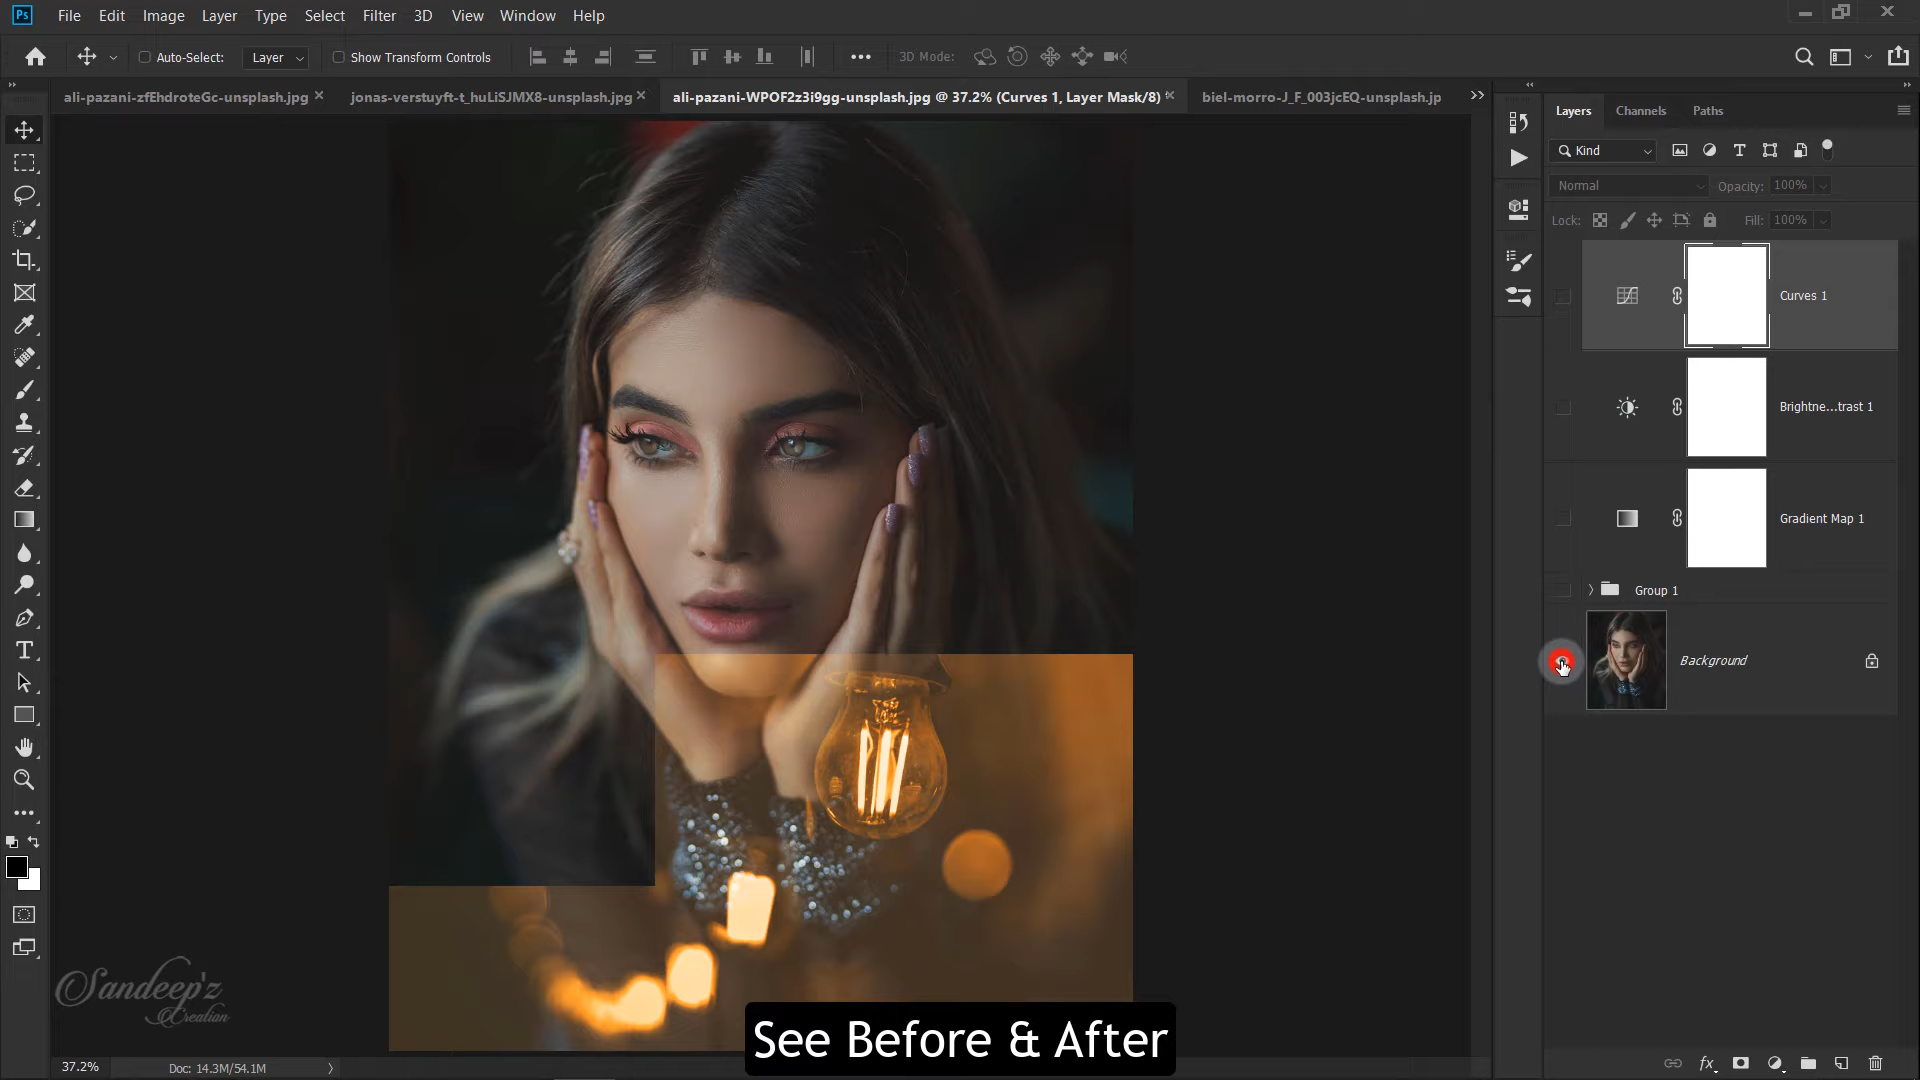 Ps File Edit Image Layer Type Select Filter 3D View Window Help
Auto-Select: Layer Show Transform Controls 3D Mode:
ali-pazani-zfEhdroteGc-unsplash.jpg × jonas-verstuyft-t_huLiSJMX8-unsplash.jpg × ali-pazani-WPOF2z3i9gg-unsplash.jpg @ 37.2% (Curves 1, Layer Mask/8) × biel-morro-J_F_003jcEQ-unsplash.jp
Layers Channels Paths
Kind
Normal Opacity: 100%
Lock: Fill: 100%
Curves 1
Brightne...trast 1
Gradient Map 1
Group 1
Background
Sandeep'z
Creation
See Before & After
37.2% Doc: 14.3M/54.1M